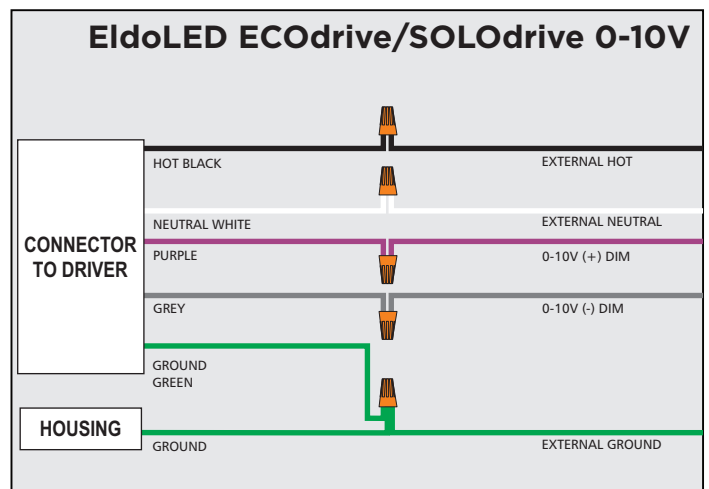 EldoLED ECOdrive/SOLOdrive 0-10V
HOT BLACK
EXTERNAL HOT
NEUTRAL WHITE
EXTERNAL NEUTRAL
CONNECTOR
TO DRIVER
PURPLE
0-10V (+) DIM
GREY
0-10V (-) DIM
GROUND
GREEN
HOUSING
GROUND
EXTERNAL GROUND